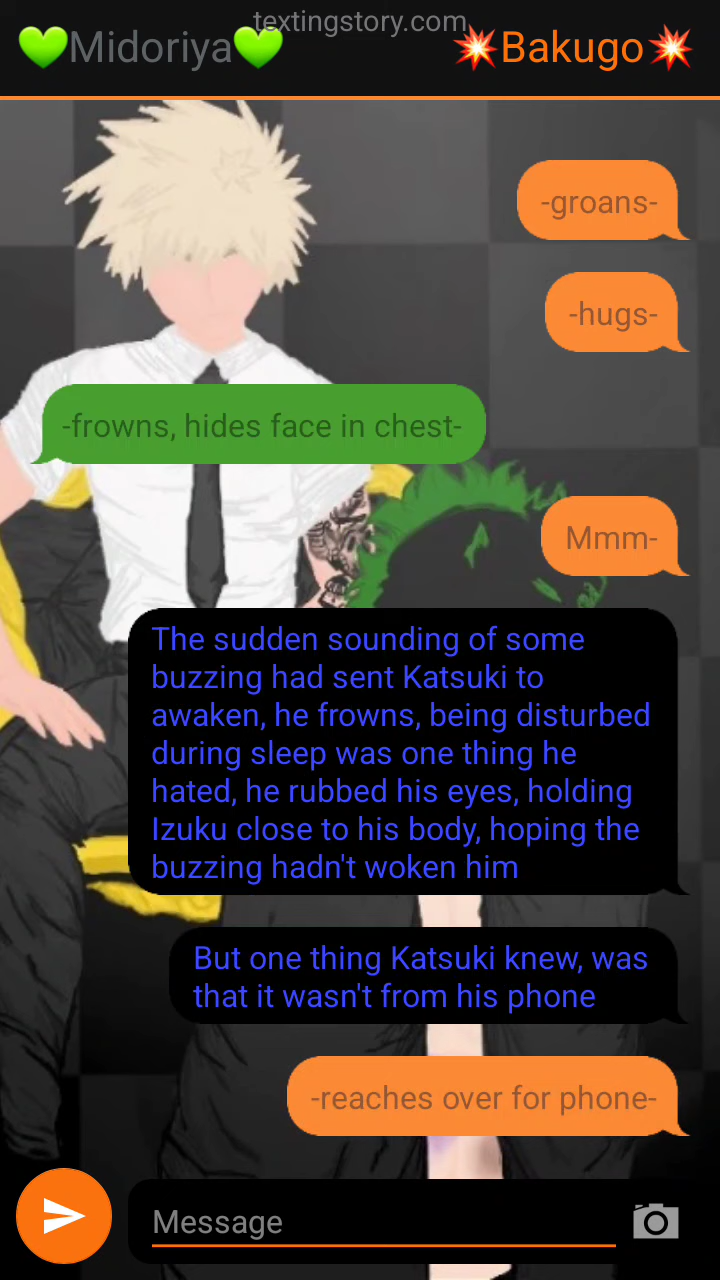 textingstory.com
💚Midoriya💚
💥Bakugo💥
-groans-
-hugs-
-frowns, hides face in chest-
Mmm-
The sudden sounding of some
buzzing had sent Katsuki to
awaken, he frowns, being disturbed
during sleep was one thing he
hated, he rubbed his eyes, holding
Izuku close to his body, hoping the
buzzing hadn't woken him
But one thing Katsuki knew, was
that it wasn't from his phone
-reaches over for phone-
Message